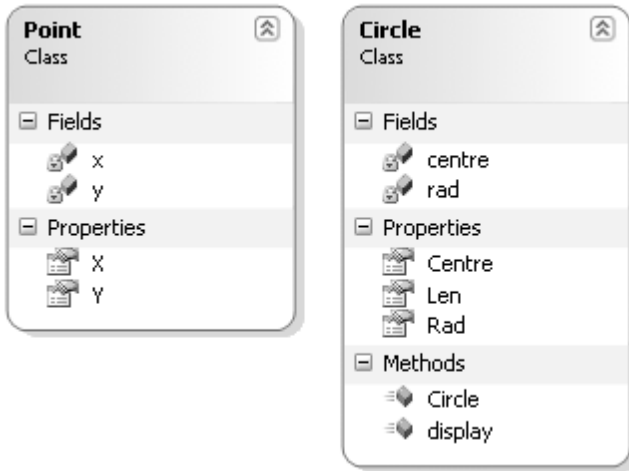 Point
Class
Fields
x
y
Properties
X
Y
Circle
Class
Fields
centre
rad
Properties
Centre
Len
Rad
Methods
Circle
display